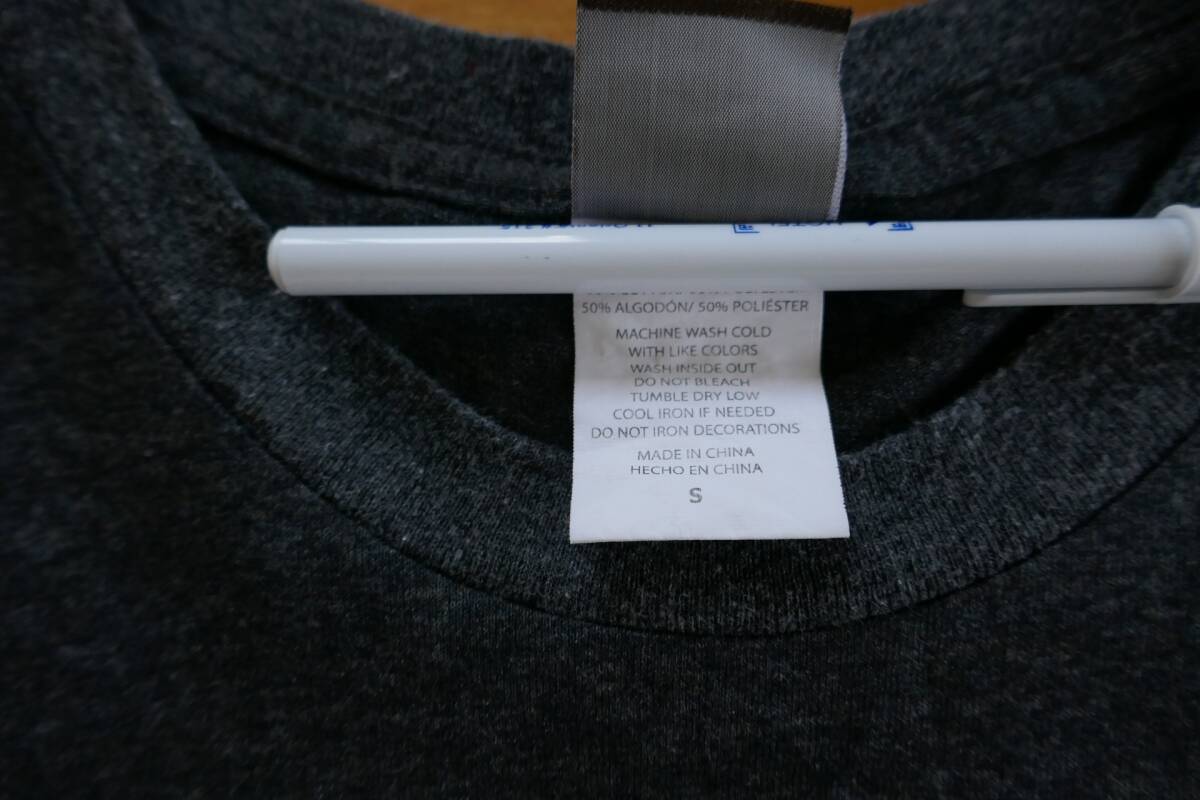 HOTEL
50% ALGODÓN/ 50% POLIÉSTER
MACHINE WASH COLD
WITH LIKE COLORS
WASH INSIDE OUT
DO NOT BLEACH
TUMBLE DRY LOW
COOL IRON IF NEEDED
DO NOT IRON DECORATIONS
MADE IN CHINA
HECHO EN CHINA
S